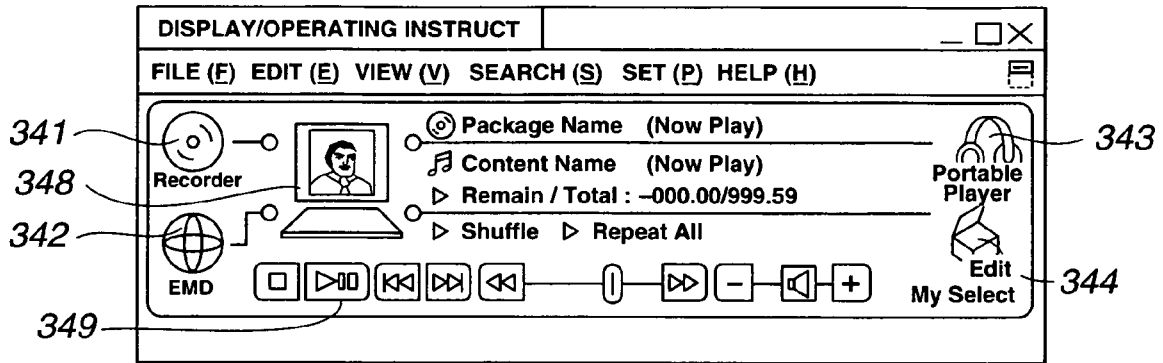 DISPLAY/OPERATING INSTRUCT
FILE (F) EDIT (E) VIEW (V) SEARCH (S) SET (P) HELP (H)
341
Recorder
348
342
EMD
349
Package Name (Now Play)
Content Name (Now Play)
Remain / Total : –000.00/999.59
Shuffle Repeat All
343
Portable
Player
Edit
344
My Select